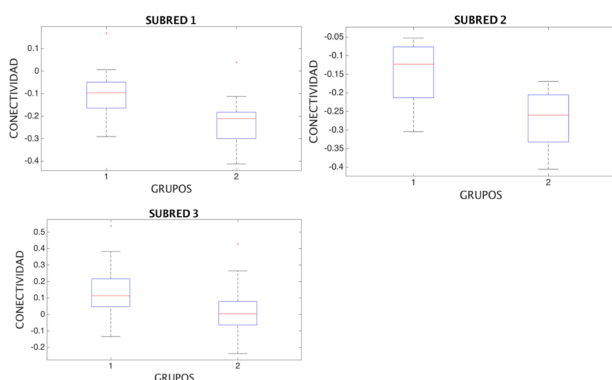 SUBRED 1
CONECTIVIDAD
0.1
0
-0.1
-0.2
-0.3
-0.4
1 2
GRUPOS
SUBRED 2
CONECTIVIDAD
-0.05
-0.1
-0.15
-0.2
-0.25
-0.3
-0.35
-0.4
1 2
GRUPOS
SUBRED 3
CONECTIVIDAD
0.5
0.4
0.3
0.2
0.1
0
-0.1
-0.2
1 2
GRUPOS